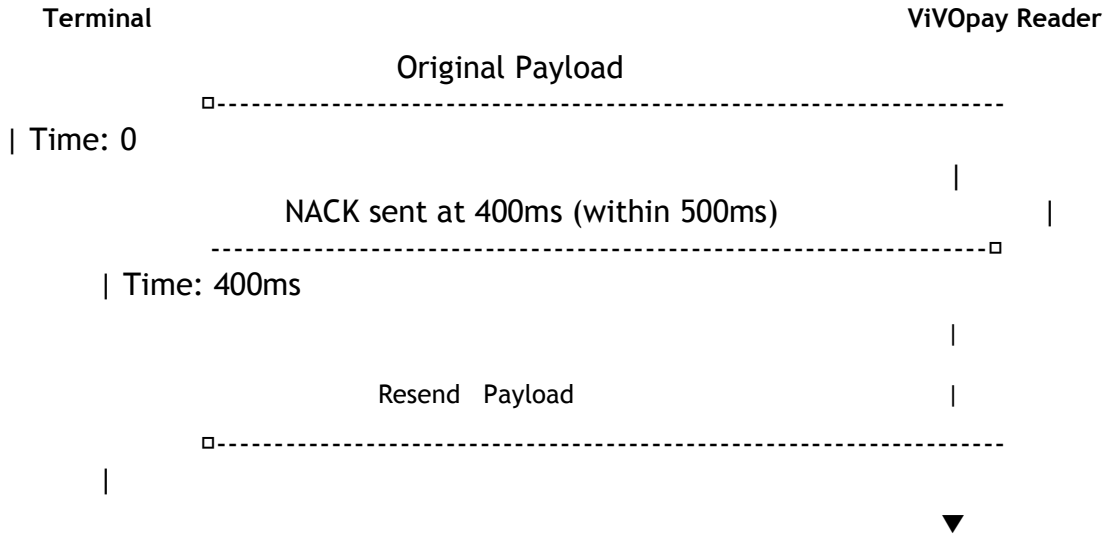 Terminal ViVOpay Reader
Original Payload
□--------------------------------------------------------------------
| Time: 0
|
NACK sent at 400ms (within 500ms) |
--------------------------------------------------------------------□
| Time: 400ms
|
Resend Payload |
□--------------------------------------------------------------------
|
▼